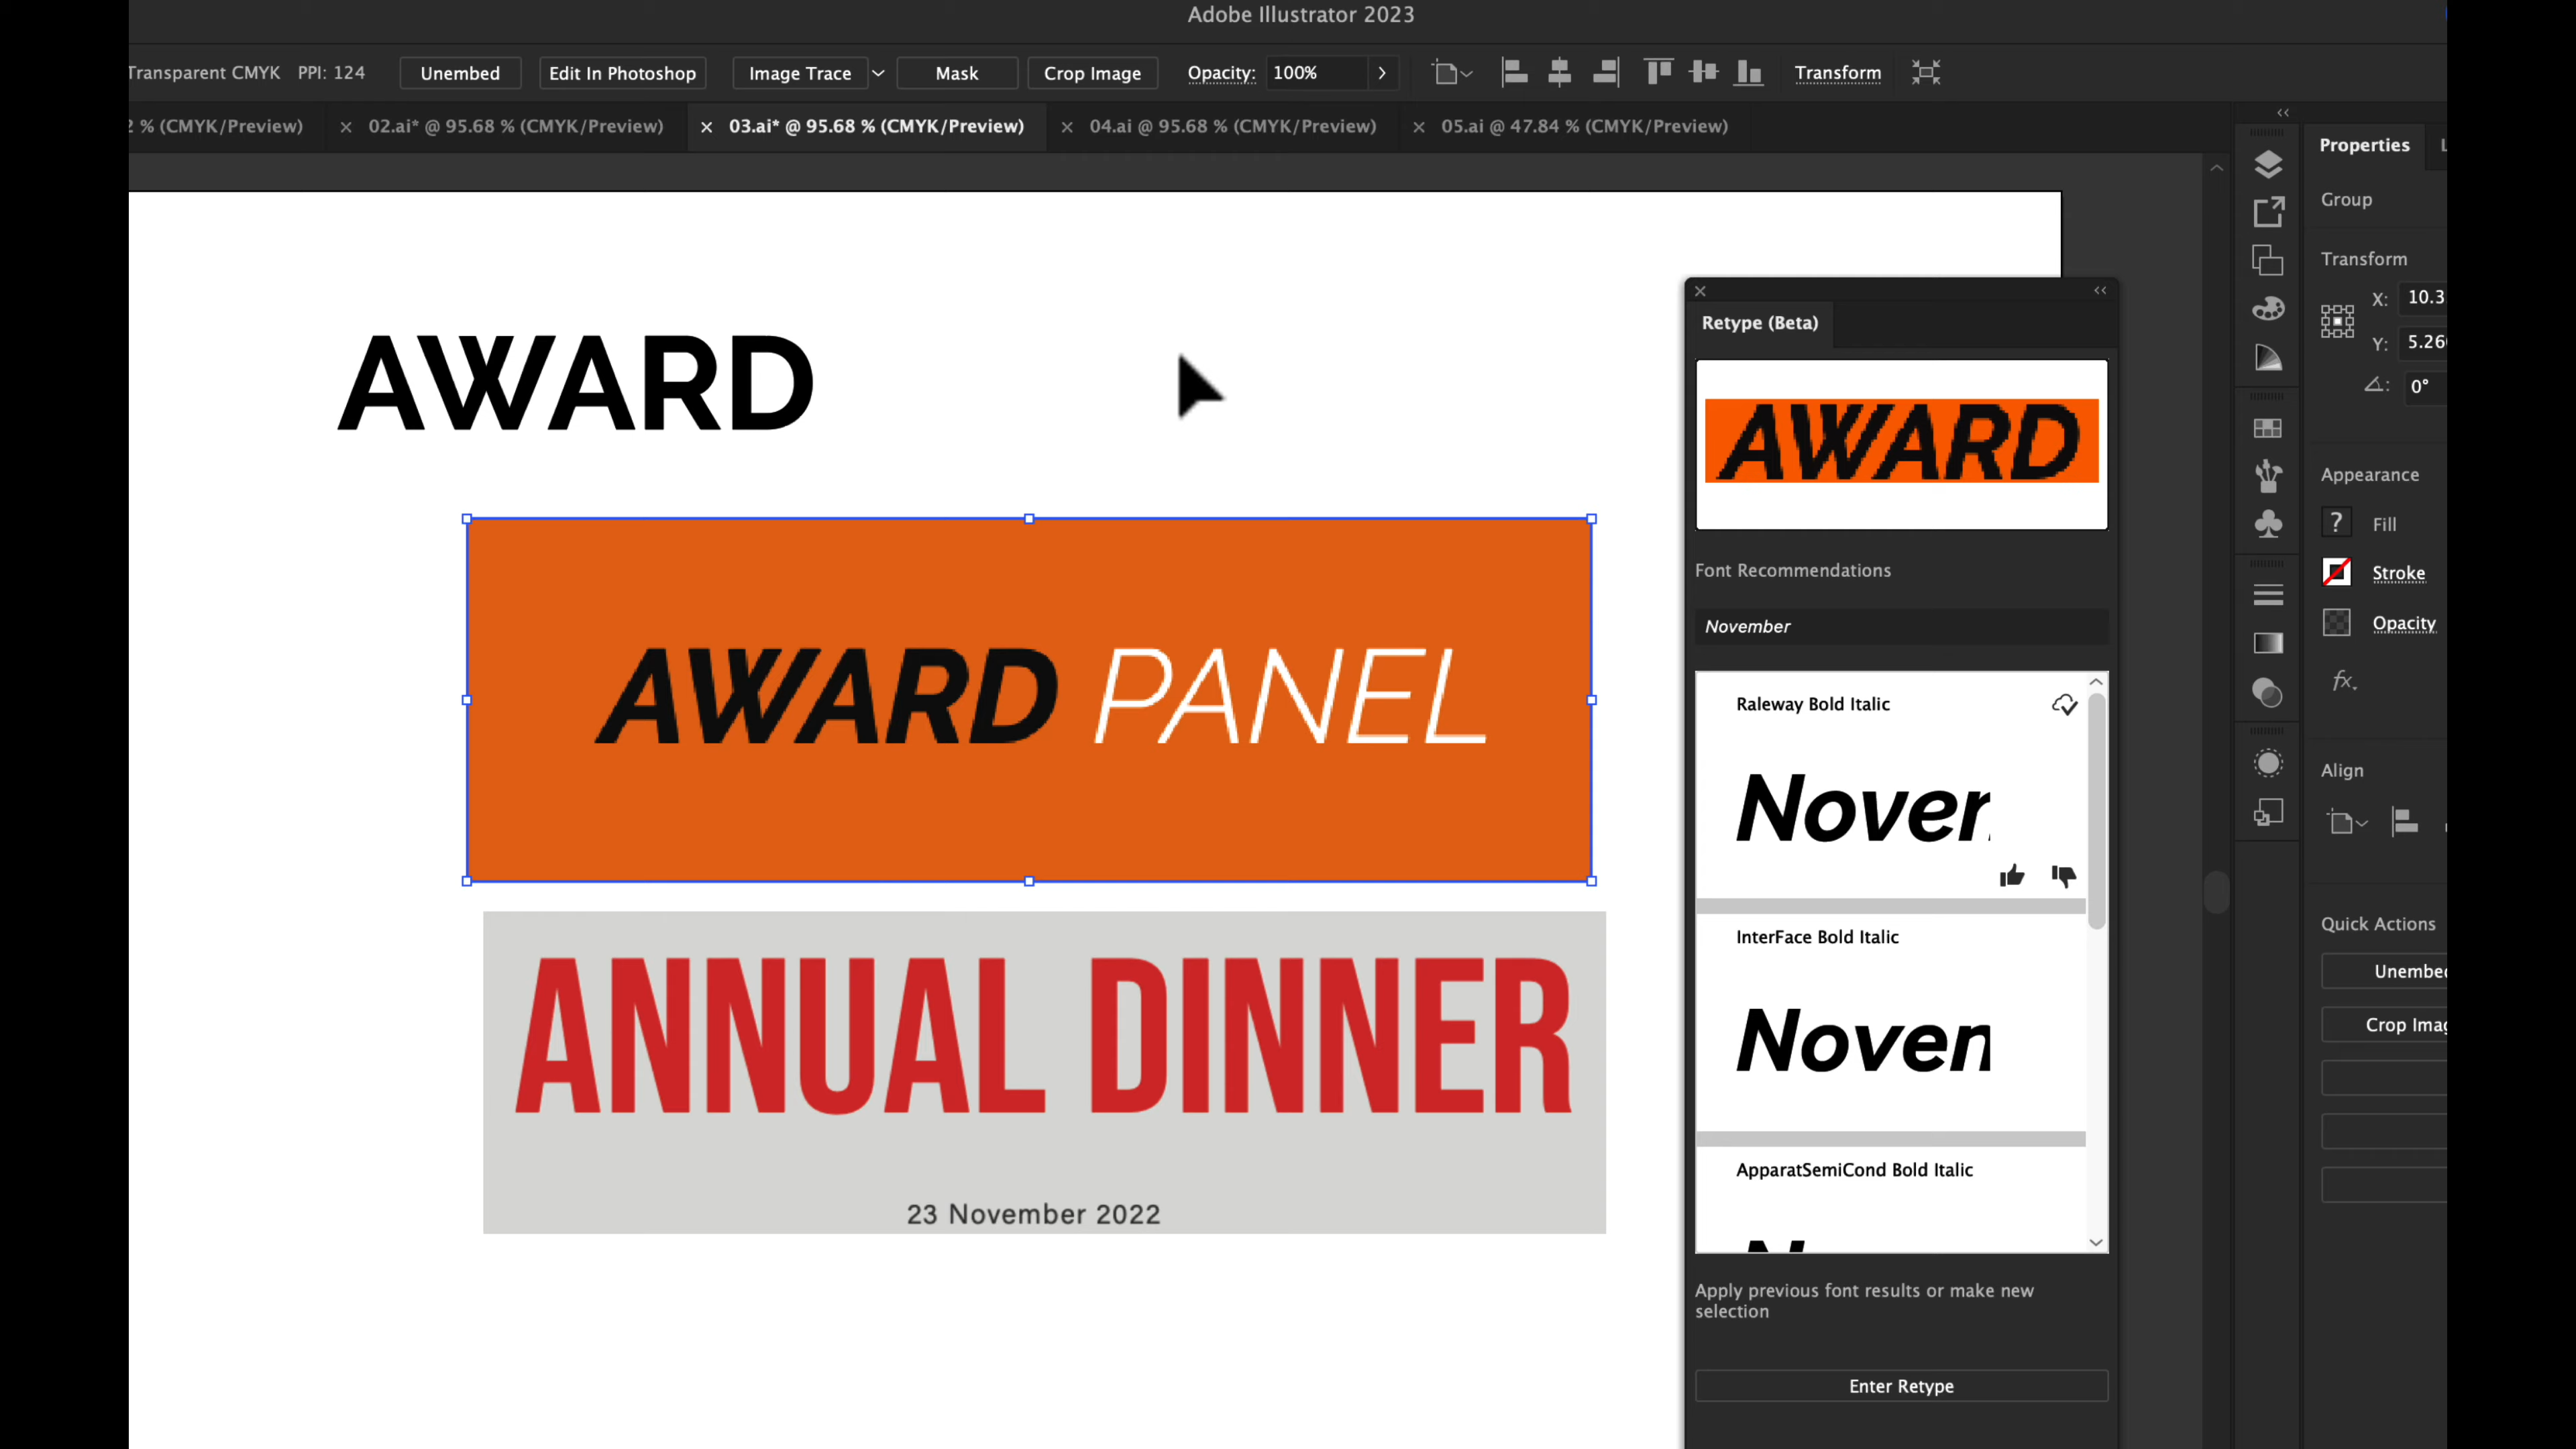 Adobe Illustrator 2023
Transparent CMYK PPI: 124 Unembed Edit In Photoshop Image Trace Mask Crop Image Opacity: 100% Transform
2 % (CMYK/Preview) × 02.ai* @ 95.68 % (CMYK/Preview) × 03.ai* @ 95.68 % (CMYK/Preview) × 04.ai @ 95.68 % (CMYK/Preview) × 05.ai @ 47.84 % (CMYK/Preview)
AWARD
AWARD PANEL
ANNUAL DINNER
23 November 2022
Retype (Beta)
AWARD
Font Recommendations
November
Raleway Bold Italic
Noven
InterFace Bold Italic
Noven
ApparatSemiCond Bold Italic
Apply previous font results or make new
selection
Enter Retype
Properties L
Group
Transform
X: 10.3
Y: 5.26
0°
Appearance
? Fill
Stroke
Opacity
fx.
Align
Quick Actions
Unembe
Crop Imag